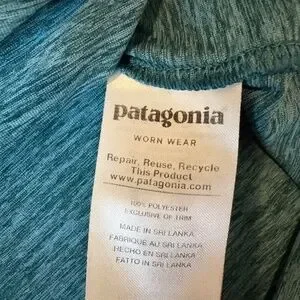 patagonia
WORN WEAR
Repair, Reuse, Recycle
This Product
www.patagonia.com
100% POLYESTER
EXCLUSIVE OF TRIM
MADE IN SRI LANKA
FABRIQUÉ AU SRI LANKA
HECHO EN SRI LANKA
FATTO IN SRI LANKA